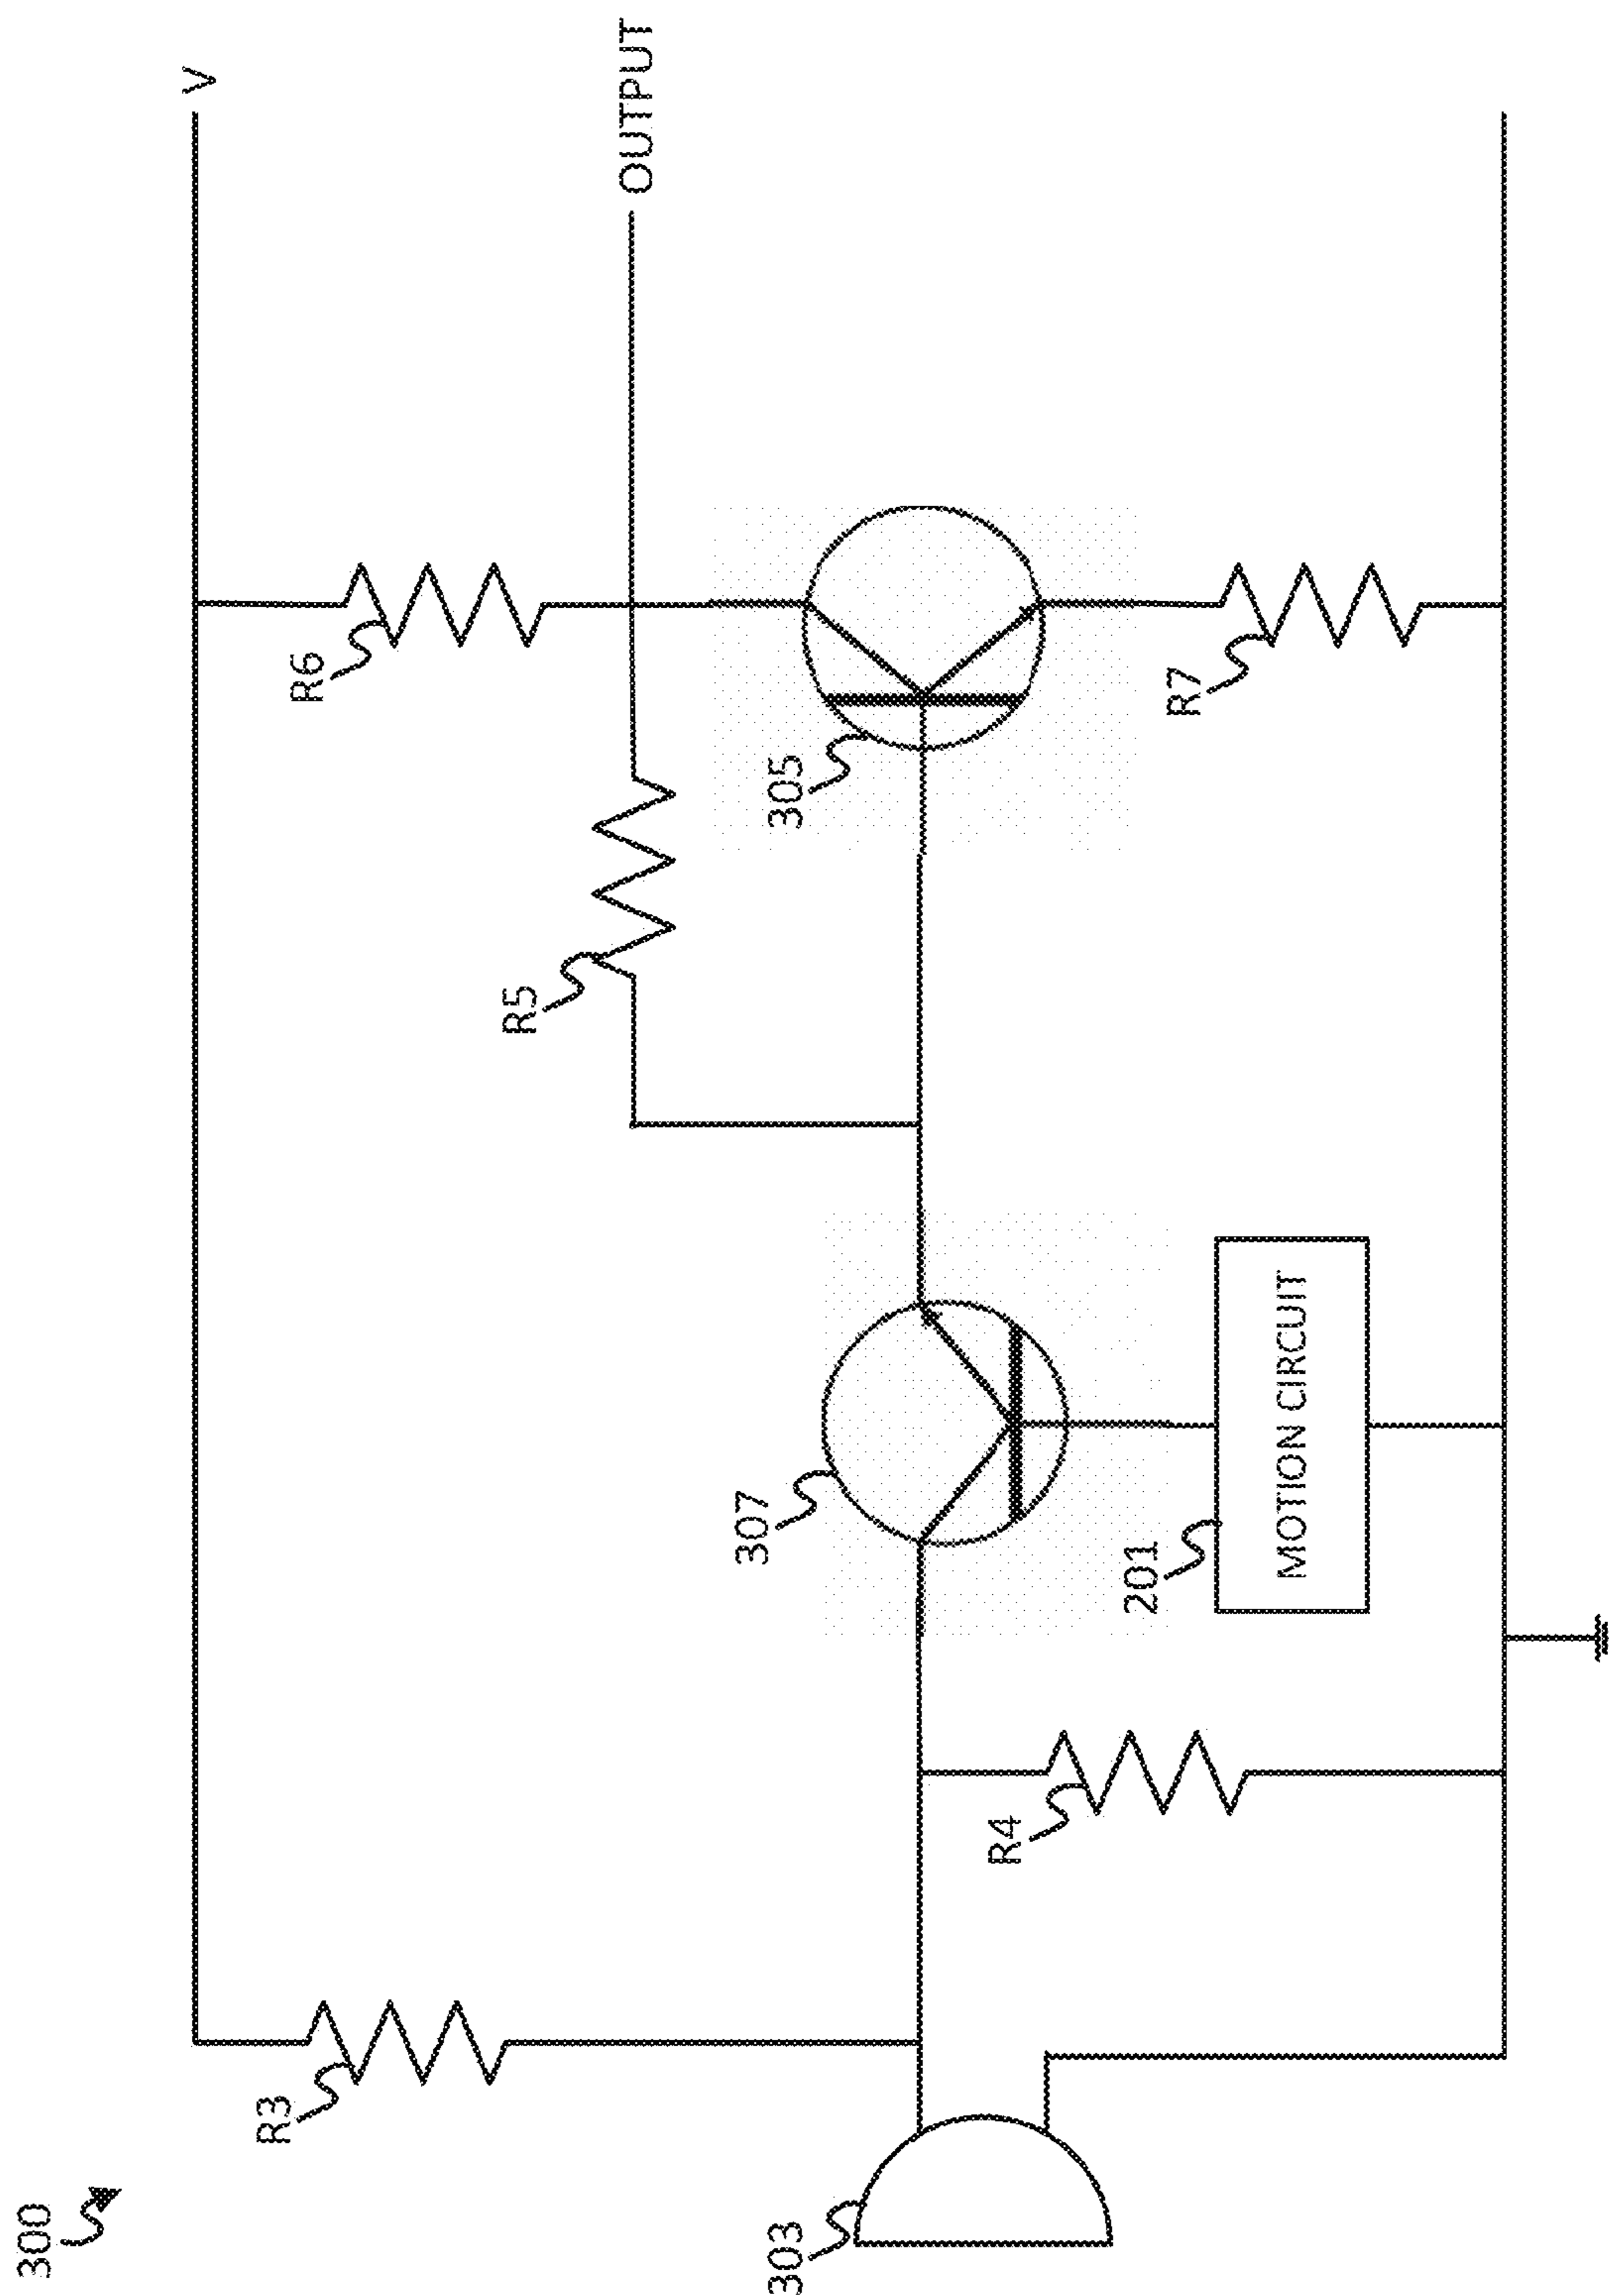 300
V
R3
R6
OUTPUT
R5
303
307
305
R4
201
MOTION CIRCUIT
R7